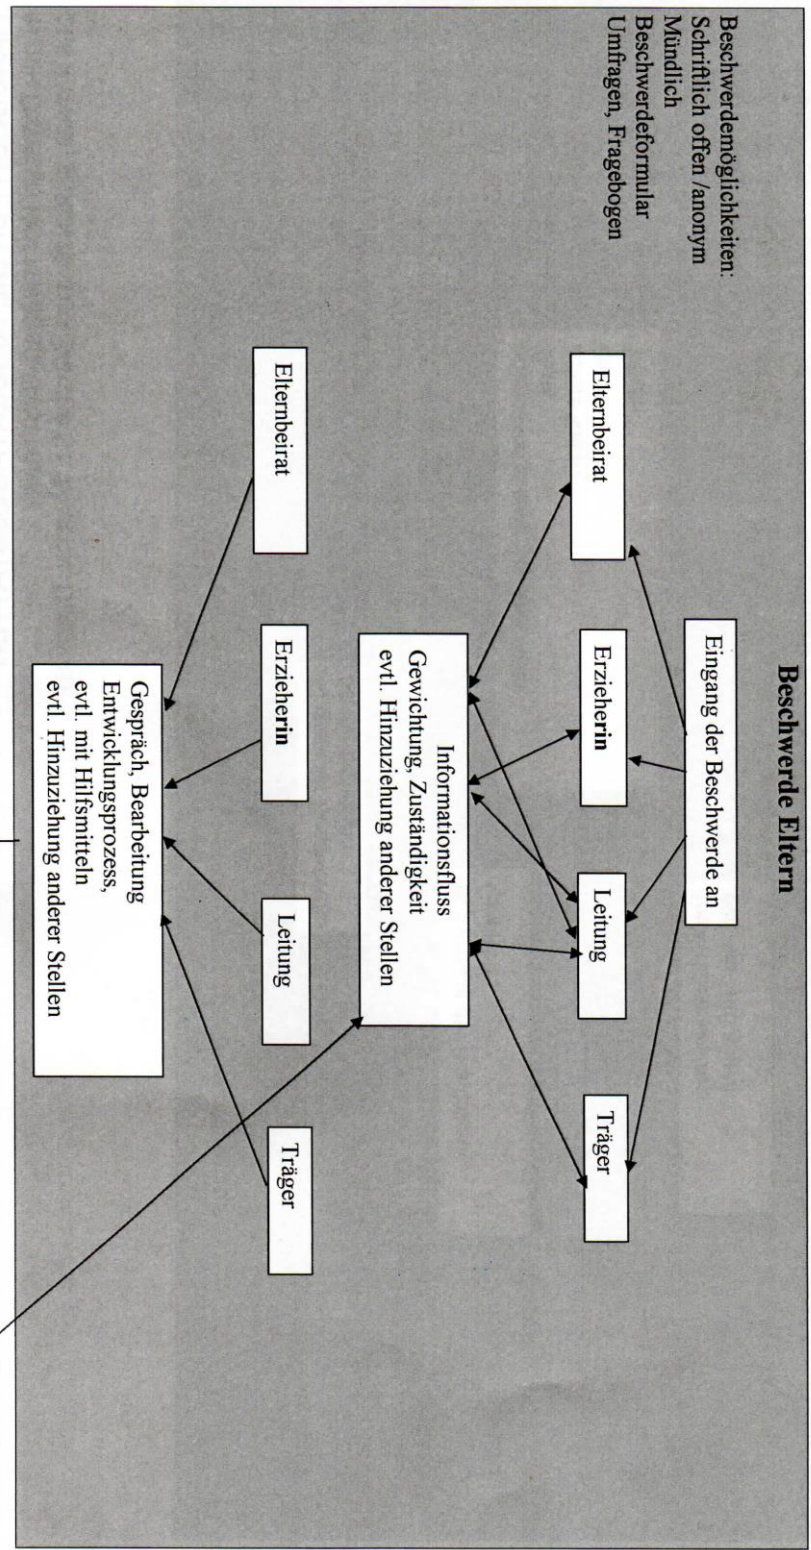 Beschwerde Eltern
Beschwerdemöglichkeiten:
Schriftlich offen /anonym
Mündlich
Beschwerdeformular
Umfragen, Fragebogen
Eingang der Beschwerde an
Elternbeirat
Erzieherin
Leitung
Träger
Informationsfluss
Gewichtung, Zuständigkeit
evtl. Hinzuziehung anderer Stellen
Elternbeirat
Erzieherin
Leitung
Träger
Gespräch, Bearbeitung
Entwicklungsprozess,
evtl. mit Hilfsmitteln
evtl. Hinzuziehung anderer Stellen